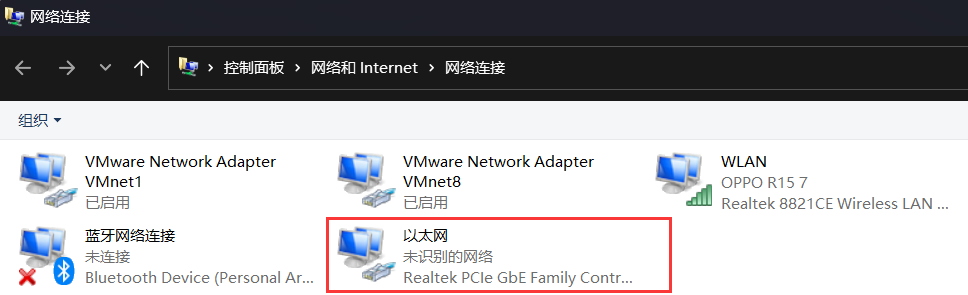 网络连接
控制面板 > 网络和 Internet > 网络连接
组织
VMware Network Adapter VMnet1
已启用
VMware Network Adapter VMnet8
已启用
WLAN
OPPO R15 7
Realtek 8821CE Wireless LAN ...
蓝牙网络连接
未连接
Bluetooth Device (Personal Ar...
以太网
未识别的网络
Realtek PCIe GbE Family Contr...